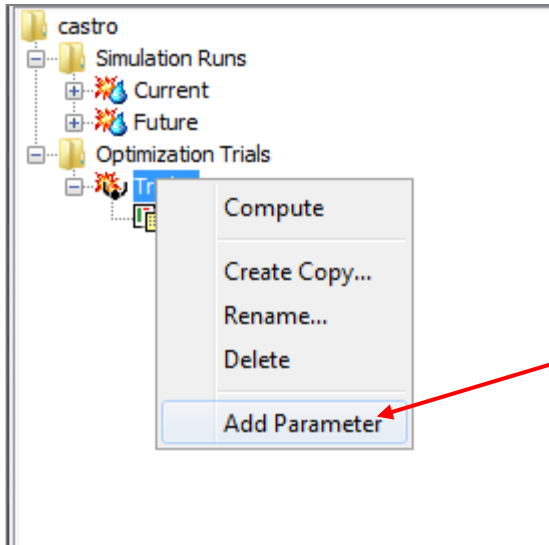 castro
Simulation Runs
Current
Future
Optimization Trials
Compute
Create Copy...
Rename...
Delete
Add Parameter